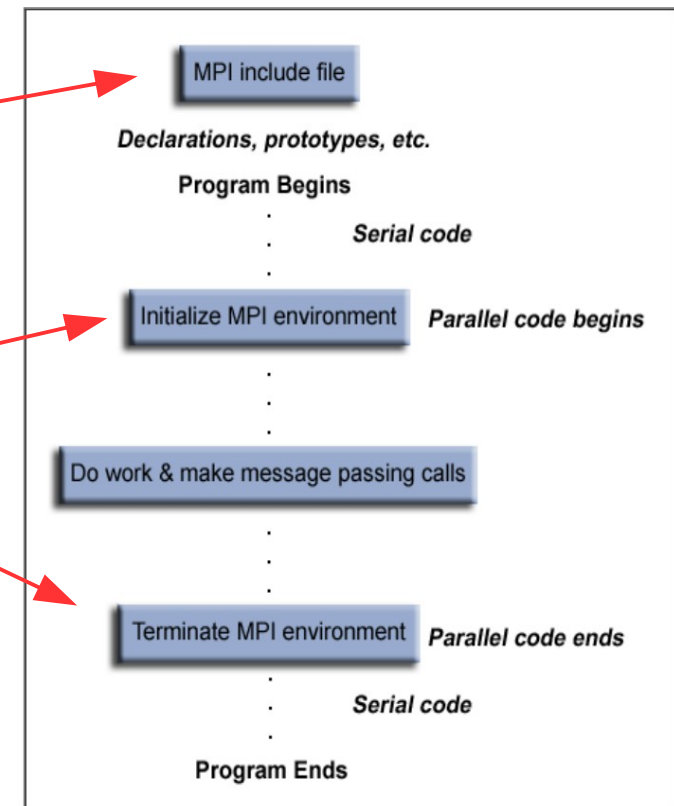 MPI include file
Declarations, prototypes, etc.
Program Begins
Serial code
Initialize MPI environment
Parallel code begins
Do work & make message passing calls
Terminate MPI environment
Parallel code ends
Serial code
Program Ends